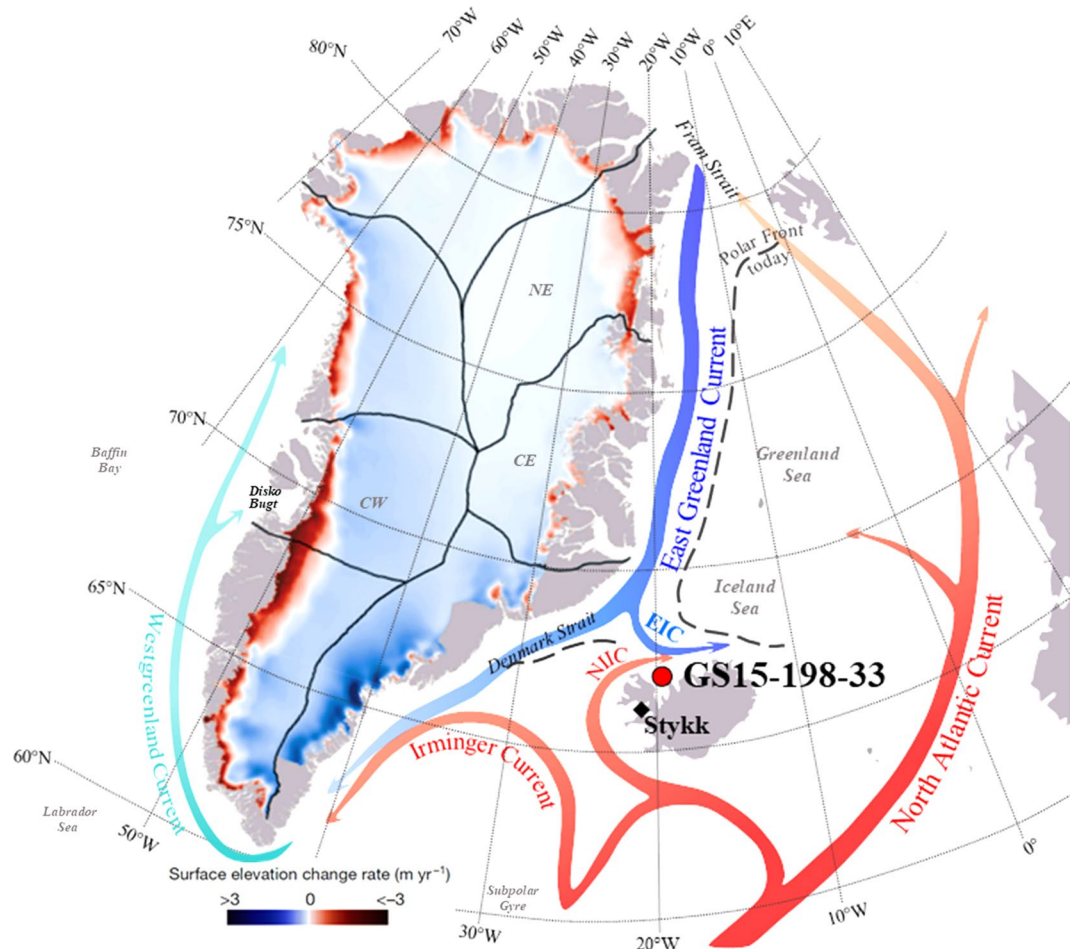 70°W
60°W
50°W
40°W
30°W
20°W
10°W
0°
10°E
80°N
75°N
70°N
65°N
60°N
50°W
Fram Strait
Polar Front
today
NE
CE
CW
East Greenland Current
Greenland
Sea
Baffin
Bay
Disko
Bugt
Iceland
Sea
EIC
Denmark Strait
NIIC
GS15-198-33
Stykk
Irminger Current
North Atlantic Current
Westgreenland Current
Labrador
Sea
Subpolar
Gyre
30°W
20°W
10°W
0°
Surface elevation change rate (m yr⁻¹)
>3
0
<–3